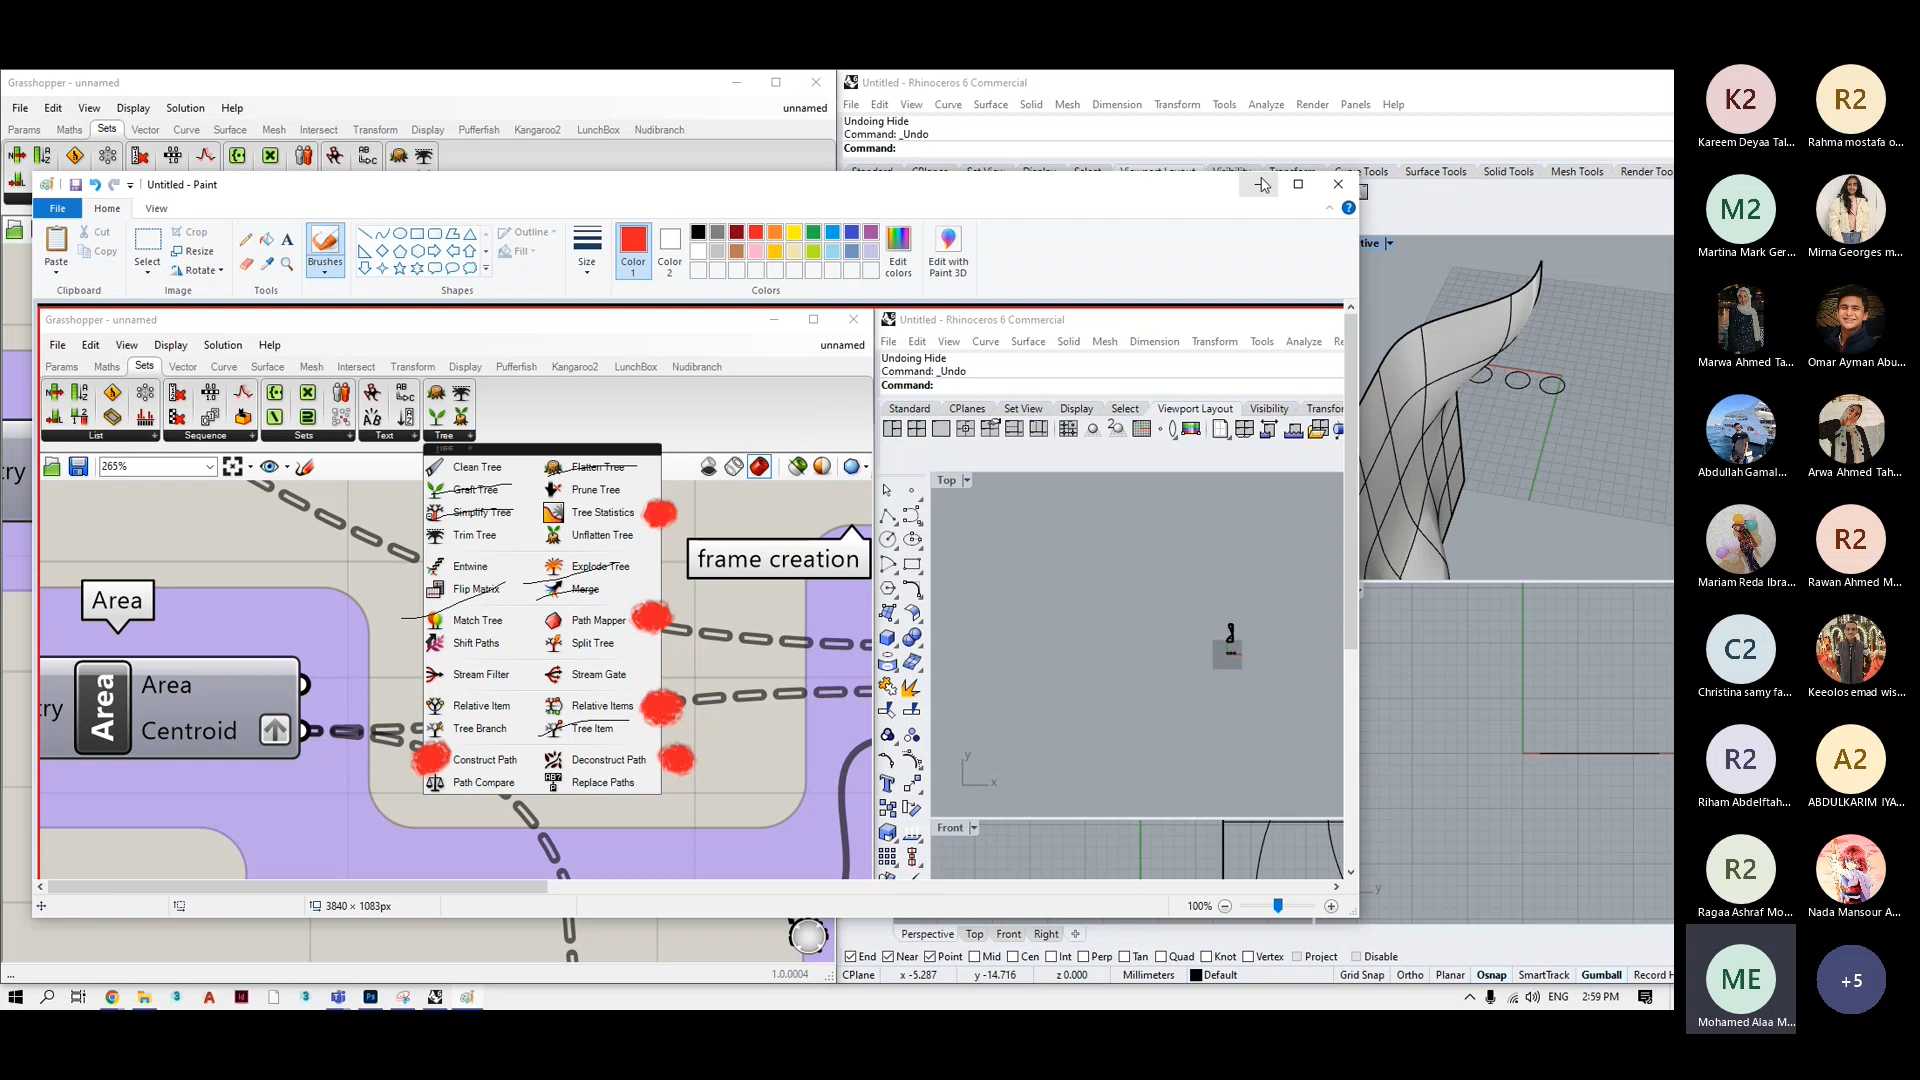 Grasshopper - unnamed
File Edit View Display Solution Help unnamed
Params Maths Sets Vector Curve Surface Mesh Intersect Transform Display Pufferfish Kangaroo2 LunchBox Nudibranch
Untitled - Rhinoceros 6 Commercial
File Edit View Curve Surface Solid Mesh Dimension Transform Tools Analyze Render Panels Help
Undoing Hide
Command: _Undo
Command:
Tools Surface Tools Solid Tools Mesh Tools Render Too
Untitled - Paint
File Home View
Paste Cut Copy
Clipboard
Select Crop Resize Rotate
Image
Tools
Brushes
Shapes
Outline
Fill
Size
Color 1
Color 2
Edit colors
Edit with Paint 3D
Colors
tive
Grasshopper - unnamed
File Edit View Display Solution Help unnamed
Params Maths Sets Vector Curve Surface Mesh Intersect Transform Display Pufferfish Kangaroo2 LunchBox Nudibranch
List Sequence Sets Text Tree
265%
Untitled - Rhinoceros 6 Commercial
File Edit View Curve Surface Solid Mesh Dimension Transform Tools Analyze Re
Undoing Hide
Command: _Undo
Command:
Standard CPlanes Set View Display Select Viewport Layout Visibility Transfor
Clean Tree Flatten Tree
Graft Tree Prune Tree
Simplify Tree Tree Statistics
Trim Tree Unflatten Tree
Entwine Explode Tree
Flip Matrix Merge
Match Tree Path Mapper
Shift Paths Split Tree
Stream Filter Stream Gate
Relative Item Relative Items
Tree Branch Tree Item
Construct Path Deconstruct Path
Path Compare Replace Paths
frame creation
Area
ry
Area
Area
Centroid
Top
y
x
Front
y
3840 × 1083px
100%
Perspective Top Front Right
End Near Point Mid Cen Int Perp Tan Quad Knot Vertex Project Disable
... 1.0.0004
CPlane x -5.287 y -14.716 z 0.000 Millimeters Default Grid Snap Ortho Planar Osnap SmartTrack Gumball Record H
ENG 2:59 PM
K2
Kareem Deyaa Tal...
R2
Rahma mostafa o...
M2
Martina Mark Ger...
Mirna Georges m...
Marwa Ahmed Ta...
Omar Ayman Abu...
Abdullah Gamal...
Arwa Ahmed Tah...
Mariam Reda Ibra...
R2
Rawan Ahmed M...
C2
Christina samy fa...
Keeolos emad wis...
R2
Riham Abdelftah...
A2
ABDULKARIM IYA...
R2
Ragaa Ashraf Mo...
Nada Mansour A...
ME
Mohamed Alaa M...
+5